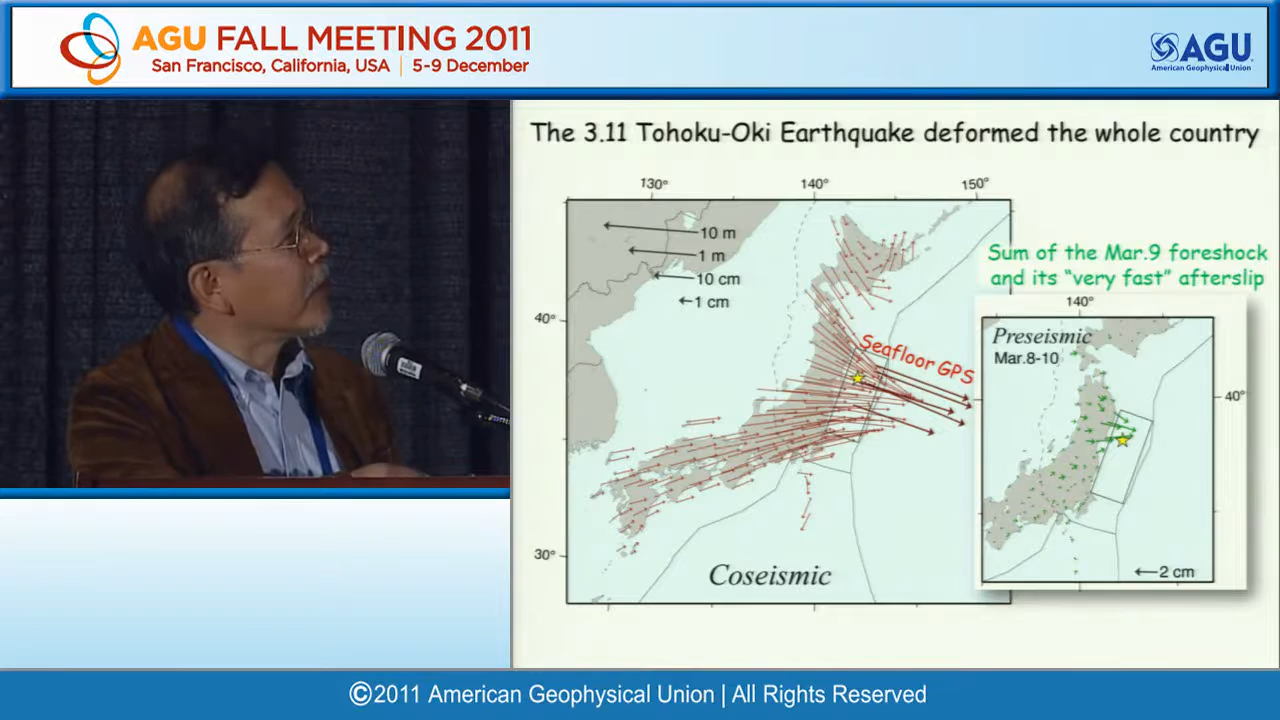 AGU FALL MEETING 2011
San Francisco, California, USA | 5-9 December
AGU
American Geophysical Union
The 3.11 Tohoku-Oki Earthquake deformed the whole country
130° 140° 150°
10 m
1 m
10 cm
1 cm
40°
30°
Seafloor GPS
Coseismic
Sum of the Mar.9 foreshock
and its “very fast” afterslip
140°
Preseismic
Mar.8-10
40°
2 cm
©2011 American Geophysical Union | All Rights Reserved